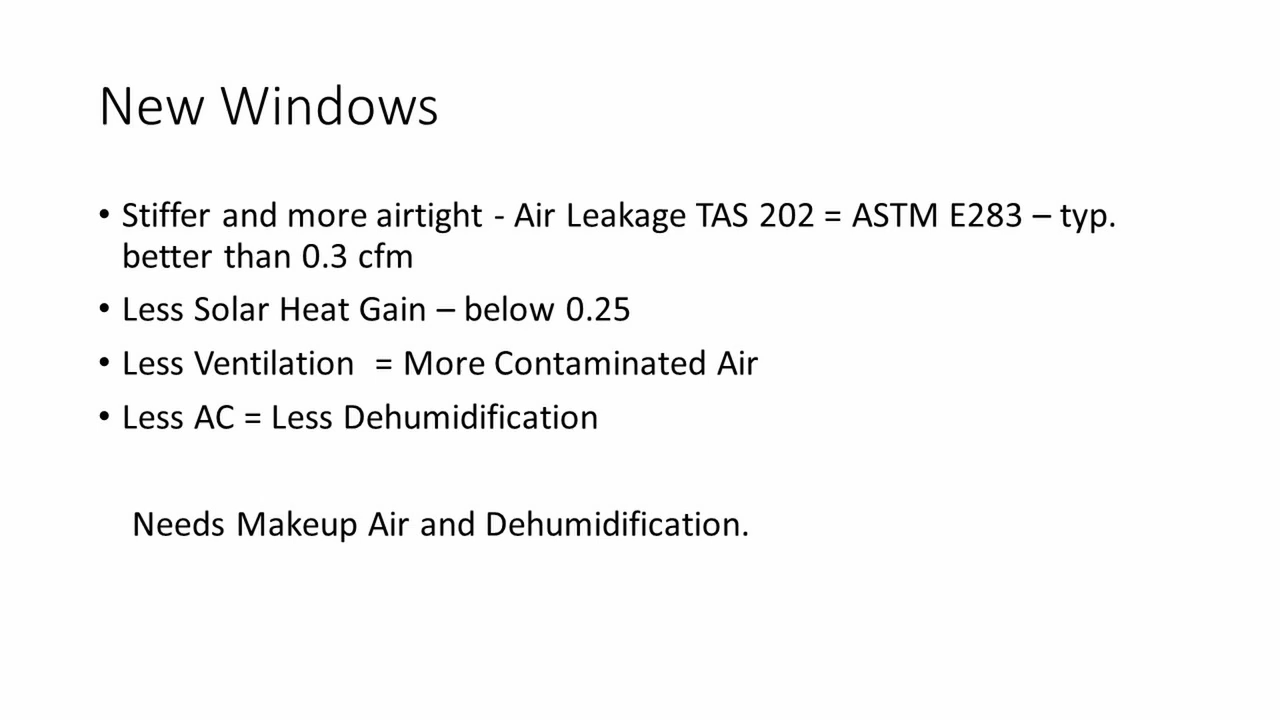 New Windows
• Stiffer and more airtight - Air Leakage TAS 202 = ASTM E283 – typ.
better than 0.3 cfm
• Less Solar Heat Gain – below 0.25
• Less Ventilation  = More Contaminated Air
• Less AC = Less Dehumidification
Needs Makeup Air and Dehumidification.